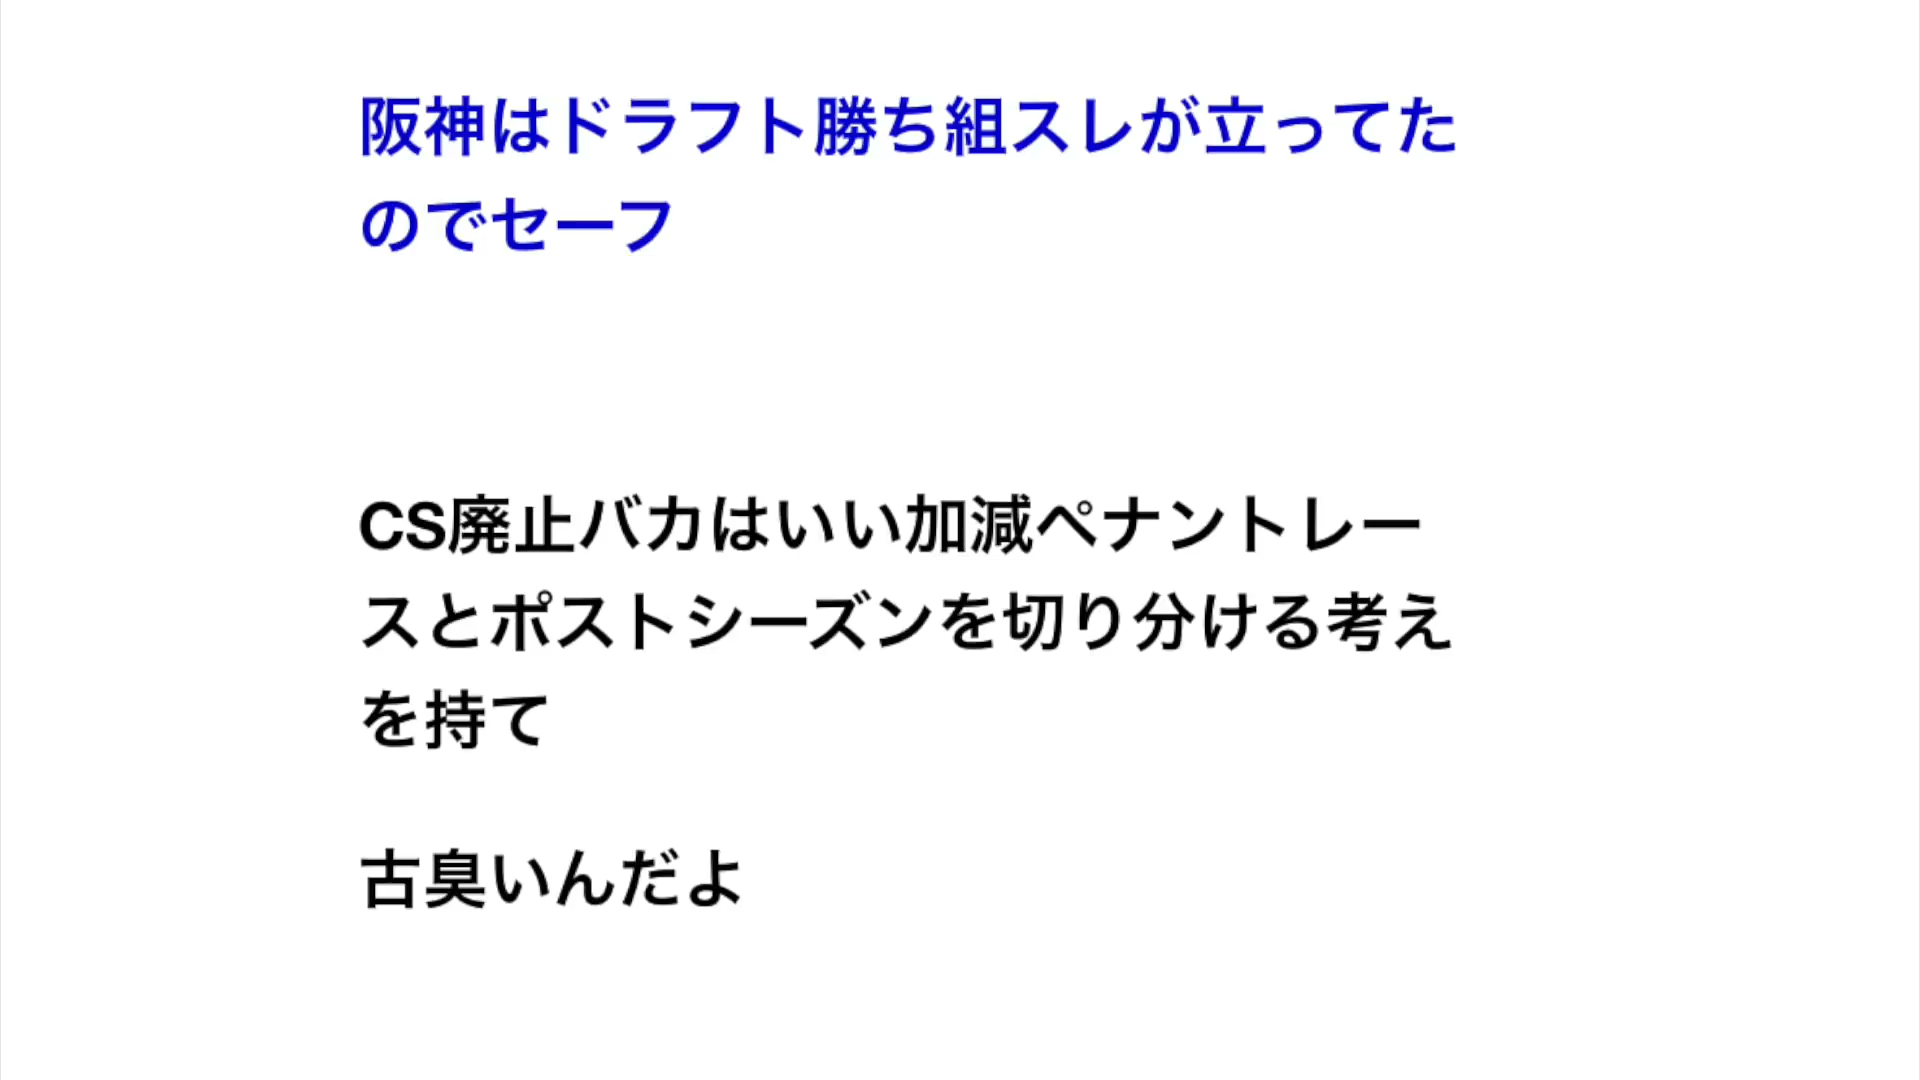 阪神はドラフト勝ち組スレが立ってた
のでセーフ
CS廃止バカはいい加減ペナントレー
スとポストシーズンを切り分ける考え
を持て
古臭いんだよ